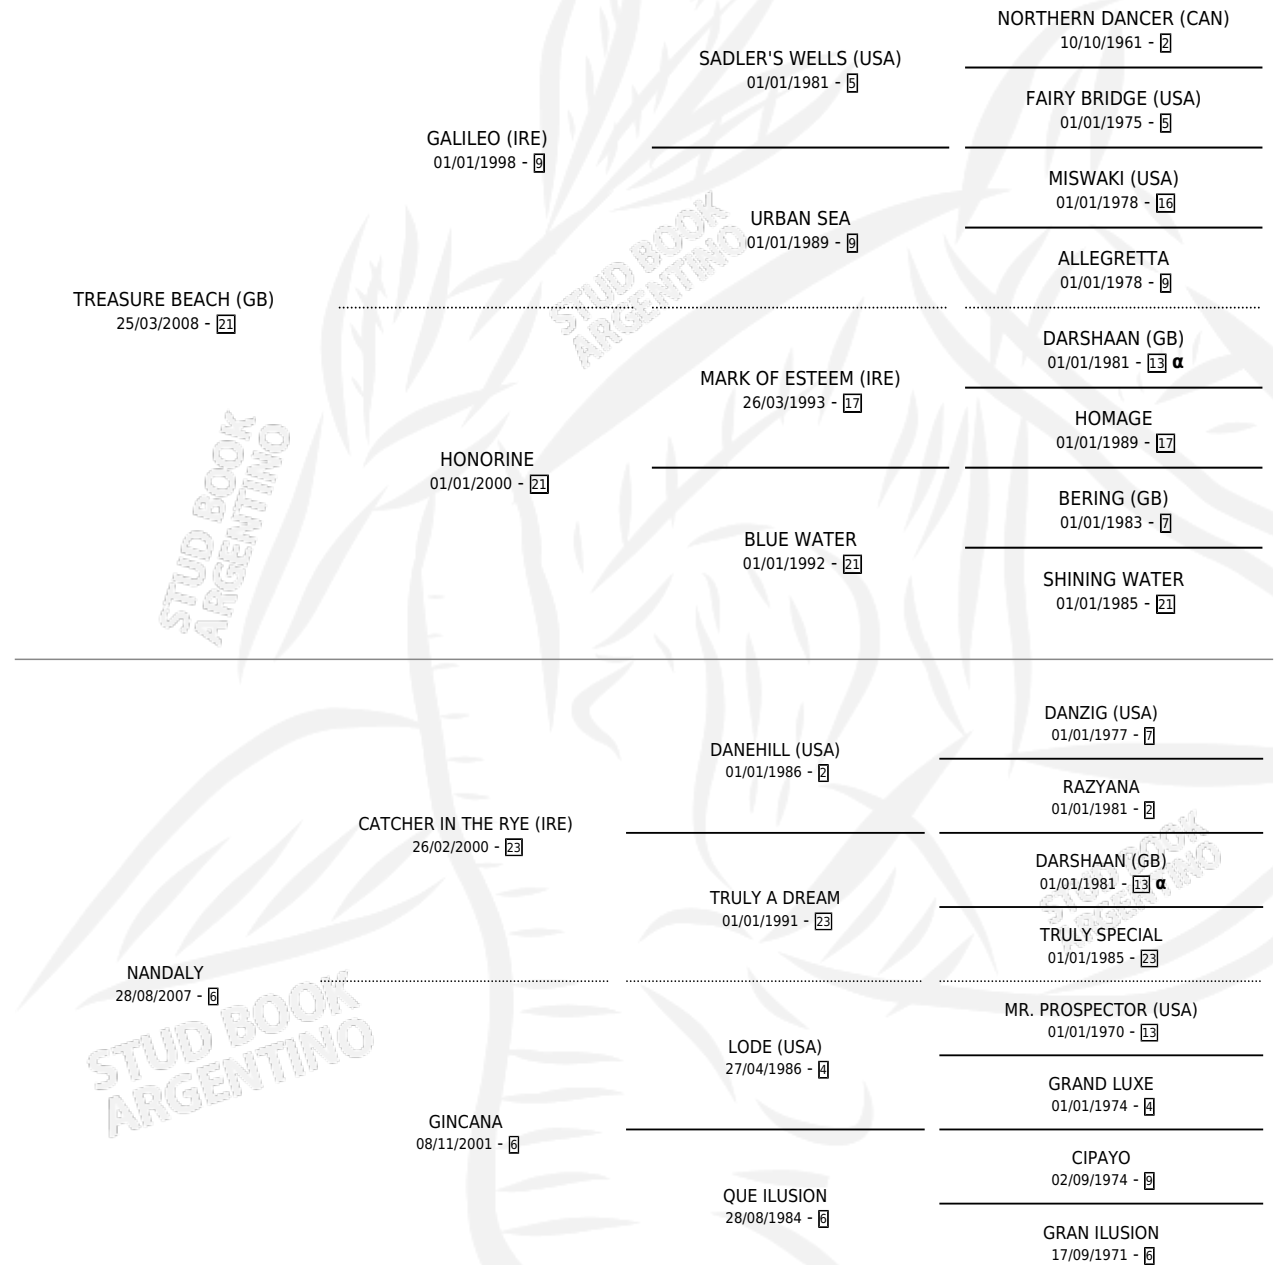 NORTHERN DANCER (CAN)
10/10/1961 - 2
SADLER'S WELLS (USA)
01/01/1981 - 5
FAIRY BRIDGE (USA)
01/01/1975 - 5
GALILEO (IRE)
01/01/1998 - 9
MISWAKI (USA)
01/01/1978 - 16
URBAN SEA
01/01/1989 - 9
ALLEGRETTA
01/01/1978 - 9
STUD BOOK
ARGENTINO
TREASURE BEACH (GB)
25/03/2008 - 21
DARSHAAN (GB)
01/01/1981 - 13 α
MARK OF ESTEEM (IRE)
26/03/1993 - 17
HOMAGE
01/01/1989 - 17
HONORINE
01/01/2000 - 21
BERING (GB)
01/01/1983 - 7
BLUE WATER
01/01/1992 - 21
SHINING WATER
01/01/1985 - 21
STUD BOOK
ARGENTINO
DANZIG (USA)
01/01/1977 - 7
DANEHILL (USA)
01/01/1986 - 2
RAZYANA
01/01/1981 - 2
CATCHER IN THE RYE (IRE)
26/02/2000 - 23
DARSHAAN (GB)
01/01/1981 - 13 α
TRULY A DREAM
01/01/1991 - 23
TRULY SPECIAL
01/01/1985 - 23
STUD BOOK
ARGENTINO
NANDALY
28/08/2007 - 6
MR. PROSPECTOR (USA)
01/01/1970 - 13
LODE (USA)
27/04/1986 - 4
GRAND LUXE
01/01/1974 - 4
STUD BOOK
ARGENTINO
GINCANA
08/11/2001 - 6
CIPAYO
02/09/1974 - 9
QUE ILUSION
28/08/1984 - 6
GRAN ILUSION
17/09/1971 - 6